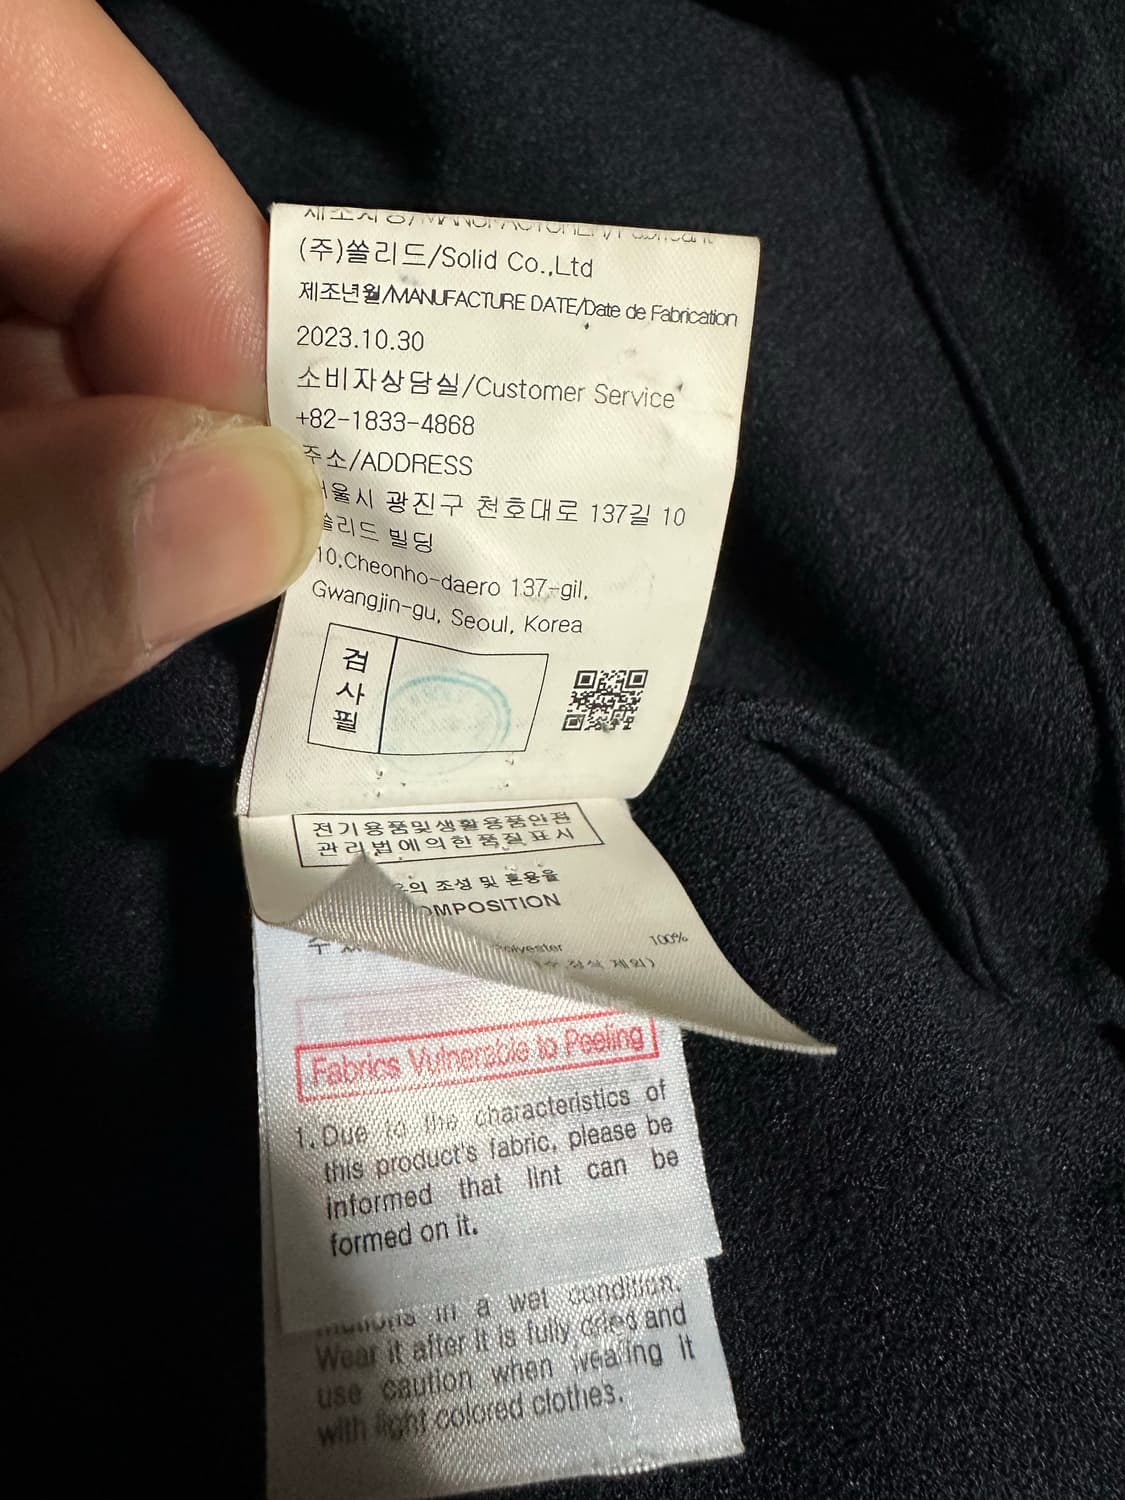 (주)쏠리드/Solid Co.,Ltd
제조년월/MANUFACTURE DATE/Date de Fabrication
2023.10.30
소비자상담실/Customer Service
+82-1833-4868
주소/ADDRESS
광진구 천호대로 137길 10
빌딩
10,Cheonho-daero 137-gil,
Gwangjin-gu, Seoul, Korea
검
사
필
전기용품및생활용품안전
관리법에의한품질표시
조성 및 혼용율
100%
제외)
Fabrics Vulnerable to Peeling
1. Due to the characteristics of
this product's fabric, please be
informed that lint can be
formed on it.
in a wet condition.
Wear it after it is fully dried and
use caution when wearing it
with light colored clothes.